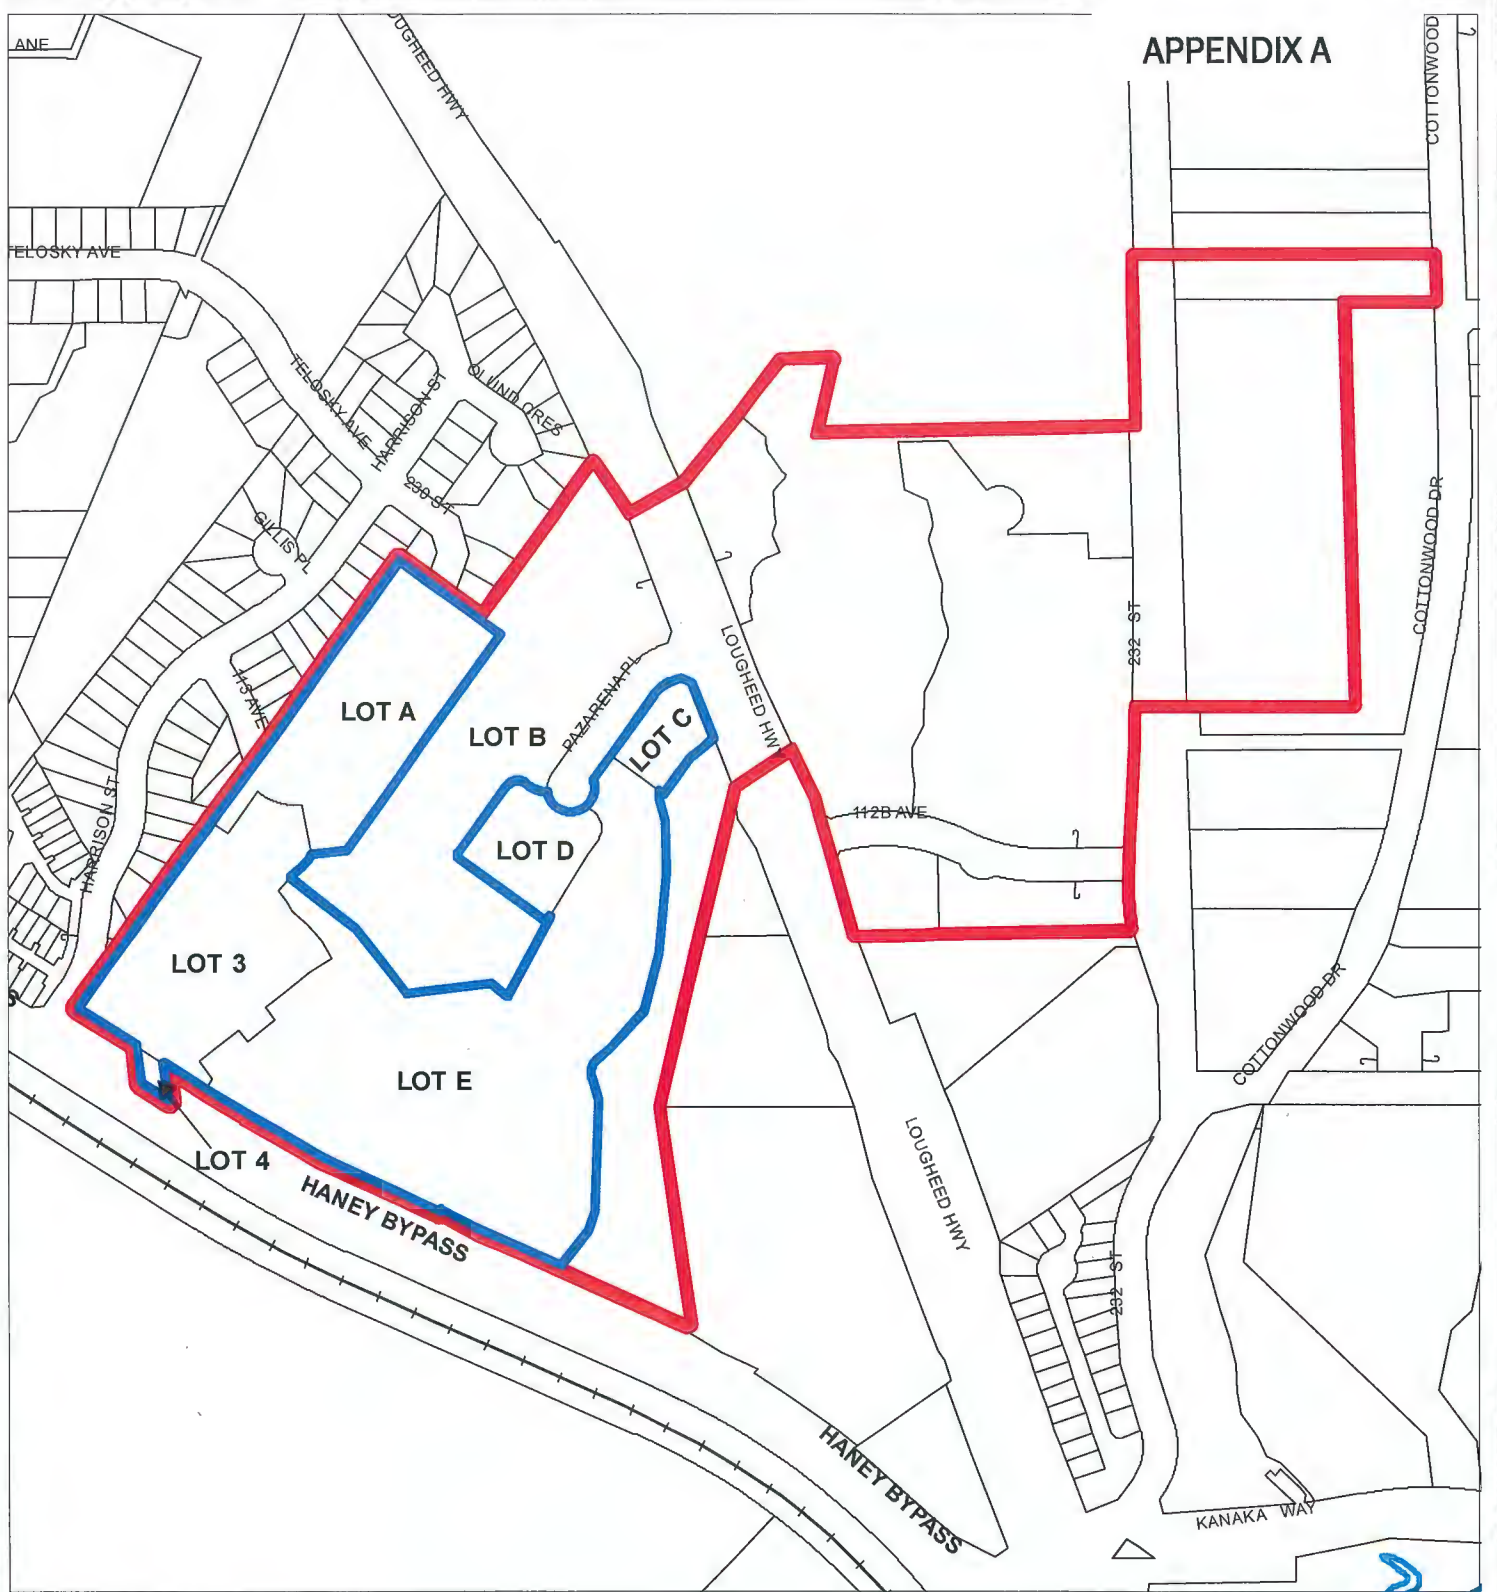 APPENDIX A
ANE
OUGHEED HWY
COTTONWOOD
TELOSKY AVE
TELOSKY AVE
HARRISON ST
OLUND CRES
230 ST
GILLIS PL
COTTONWOOD DR
232 ST
LOUGHEED HWY
PAZARENA PL
113 AVE
LOT A
LOT B
LOT C
HARRISON ST
112B AVE
LOT D
LOT 3
COTTONWOOD DR
LOT E
LOT 4
HANEY BYPASS
LOUGHEED HWY
232 ST
HANEY BYPASS
KANAKA WAY